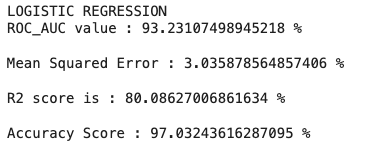 LOGISTIC REGRESSION
ROC_AUC value : 93.23107498945218 %
Mean Squared Error : 3.035878564857406 %
R2 score is : 80.08627006861634 %
Accuracy Score : 97.03243616287095 %